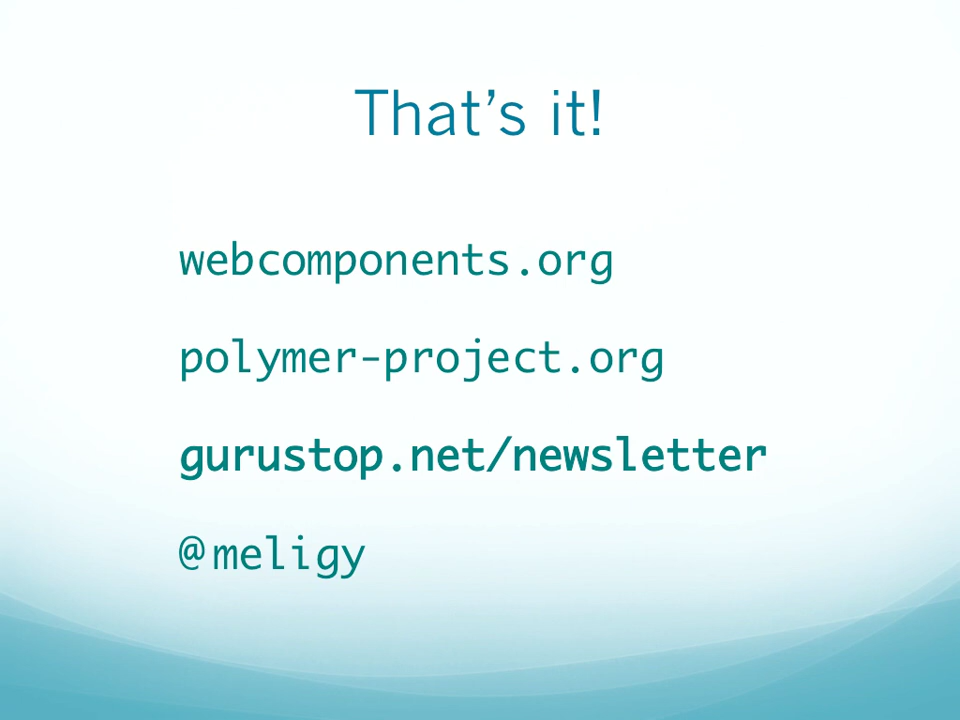 That's it!
webcomponents.org
polymer-project.org
gurustop.net/newsletter
@meligy